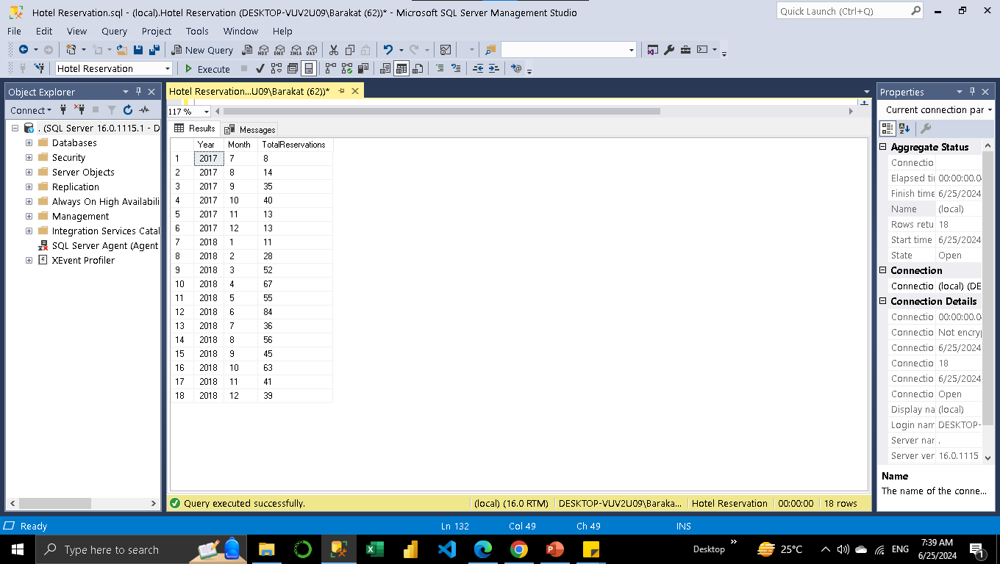 Hotel Reservation.sql - (local).Hotel Reservation (DESKTOP-VUV2U09\Barakat (62))* - Microsoft SQL Server Management Studio
Quick Launch (Ctrl+Q)
File Edit View Query Project Tools Window Help
New Query MDX DMX XMLA DAX
Hotel Reservation Execute
Object Explorer
Connect
. (SQL Server 16.0.1115.1 - D
Databases
Security
Server Objects
Replication
Always On High Availabili
Management
Integration Services Catal
SQL Server Agent (Agent
XEvent Profiler
Hotel Reservation...U09\Barakat (62))*
117 %
Results Messages
Year Month TotalReservations
1 2017 7 8
2 2017 8 14
3 2017 9 35
4 2017 10 40
5 2017 11 13
6 2017 12 13
7 2018 1 11
8 2018 2 28
9 2018 3 52
10 2018 4 67
11 2018 5 55
12 2018 6 84
13 2018 7 36
14 2018 8 56
15 2018 9 45
16 2018 10 63
17 2018 11 41
18 2018 12 39
Query executed successfully. (local) (16.0 RTM) DESKTOP-VUV2U09\Baraka... Hotel Reservation 00:00:00 18 rows
Properties
Current connection par
Aggregate Status
Connectio
Elapsed ti 00:00:00.0
Finish time 6/25/2024
Name (local)
Rows retu 18
Start time 6/25/2024
State Open
Connection
Connectio (local) (DE
Connection Details
Connectio 00:00:00.0
Connectio Not encryp
Connectio 6/25/2024
Connectio 18
Connectio 6/25/2024
Connectio Open
Display na (local)
Login nam DESKTOP-
Server nar .
Server ver 16.0.1115
Name
The name of the conne...
Ready Ln 132 Col 49 Ch 49 INS
Type here to search
Desktop 25°C ENG 7:39 AM
6/25/2024
1